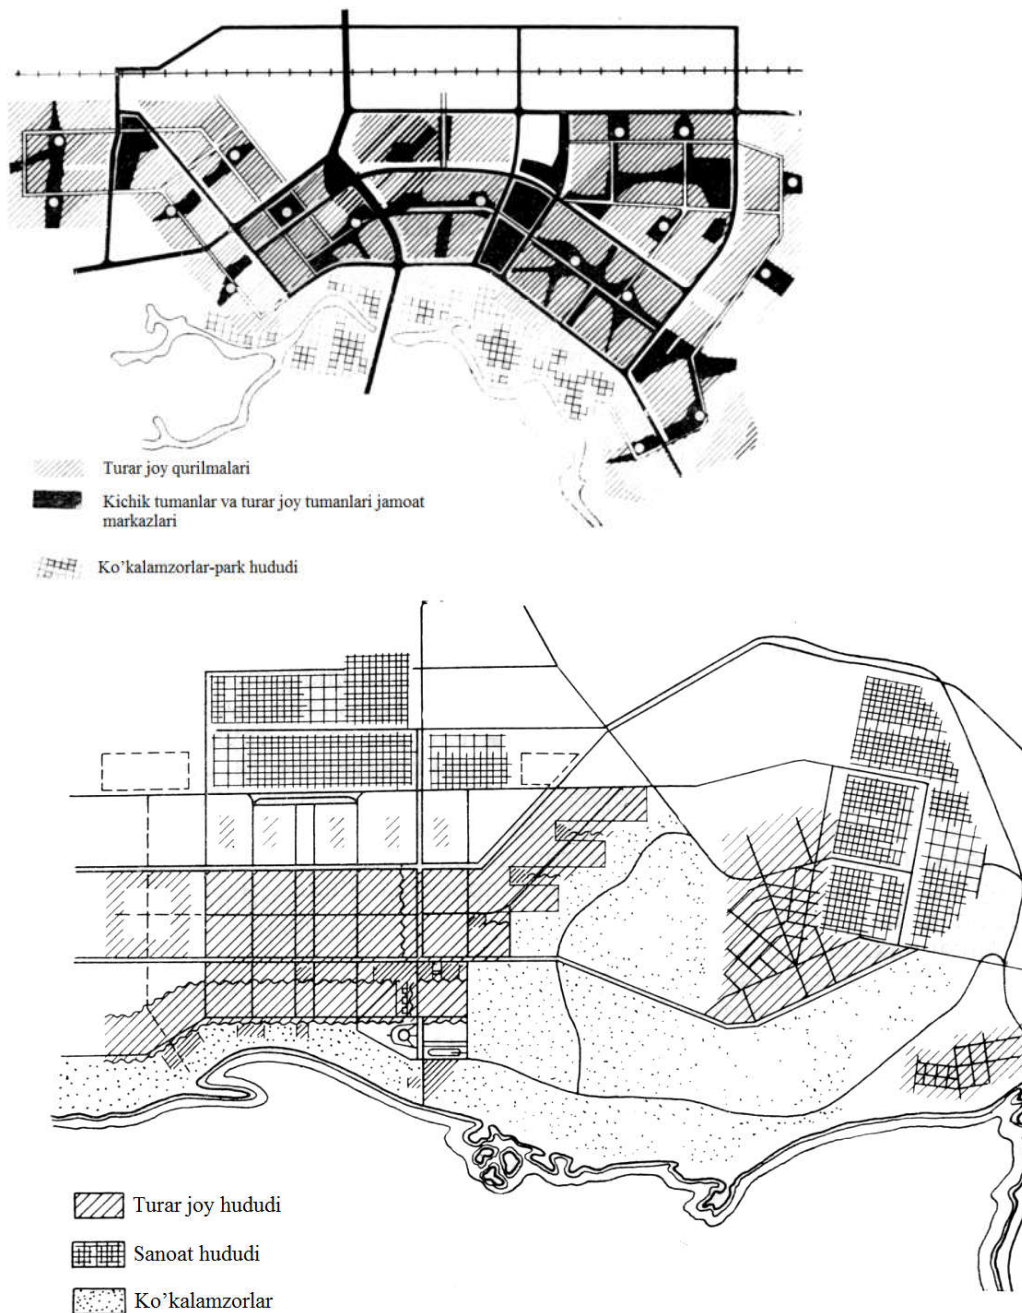 Turar joy qurilmalari
Kichik tumanlar va turar joy tumanlari jamoat
markazlari
Ko’kalamzorlar-park hududi
Turar joy hududi
Sanoat hududi
Ko’kalamzorlar